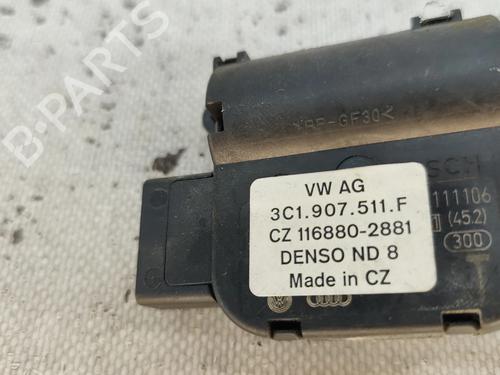 B-PARTS
PBT-GF30<
VW AG
3C1.907.511.F
CZ 116880-2881
DENSO ND 8
Made in CZ
SCH
111106
(452)
300
T